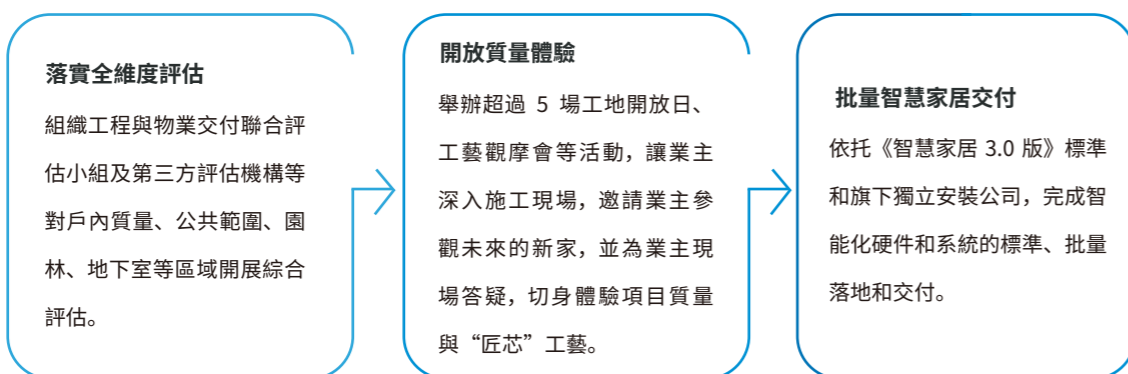 落實全維度評估
組織工程與物業交付聯合評
估小組及第三方評估機構等
對戶內質量、公共範圍、園
林、地下室等區域開展綜合
評估。
開放質量體驗
舉辦超過 5 場工地開放日、
工藝觀摩會等活動，讓業主
深入施工現場，邀請業主參
觀未來的新家，並為業主現
場答疑，切身體驗項目質量
與“匠芯”工藝。
批量智慧家居交付
依托《智慧家居 3.0 版》標準
和旗下獨立安裝公司，完成智
能化硬件和系統的標準、批量
落地和交付。